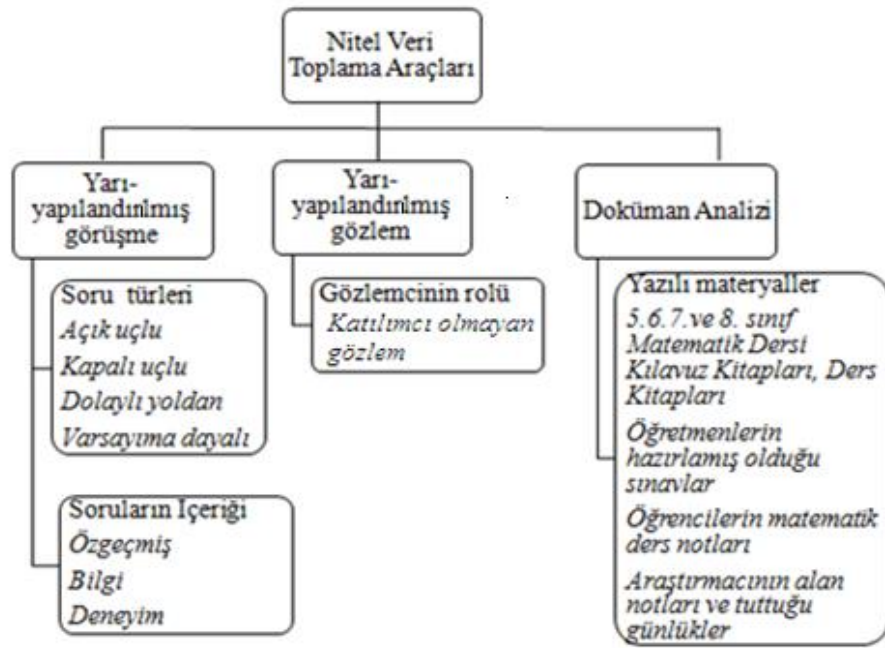 Nitel Veri
Toplama Araçları
Yarı-
yapılandırılmış
görüşme
Soru türleri
Açık uçlu
Kapalı uçlu
Dolaylı yoldan
Varsayıma dayalı
Soruların İçeriği
Özgeçmiş
Bilgi
Deneyim
Yarı-
yapılandırılmış
gözlem
Gözlemcinin rolü
Katılımcı olmayan
gözlem
Doküman Analizi
Yazılı materyaller
5.6.7.ve 8. sınıf
Matematik Dersi
Kılavuz Kitapları, Ders
Kitapları
Öğretmenlerin
hazırlamış olduğu
sınavlar
Öğrencilerin matematik
ders notları
Araştırmacının alan
notları ve tuttuğu
günlükler